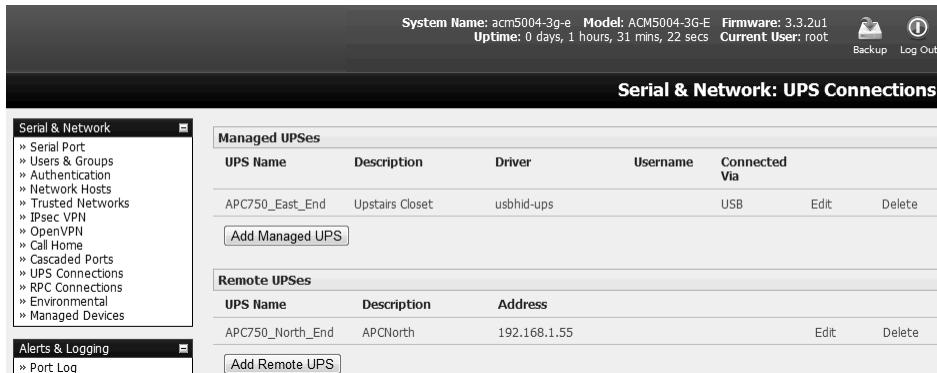 System Name: acm5004-3g-e Model: ACM5004-3G-E Firmware: 3.3.2u1
Uptime: 0 days, 1 hours, 31 mins, 22 secs Current User: root
Backup Log Out
Serial & Network: UPS Connections
Serial & Network
» Serial Port
» Users & Groups
» Authentication
» Network Hosts
» Trusted Networks
» IPsec VPN
» OpenVPN
» Call Home
» Cascaded Ports
» UPS Connections
» RPC Connections
» Environmental
» Managed Devices
Alerts & Logging
» Port Log
Managed UPSes
UPS Name Description Driver Username Connected Via
APC750_East_End Upstairs Closet usbhid-ups USB Edit Delete
Add Managed UPS
Remote UPSes
UPS Name Description Address
APC750_North_End APCNorth 192.168.1.55 Edit Delete
Add Remote UPS